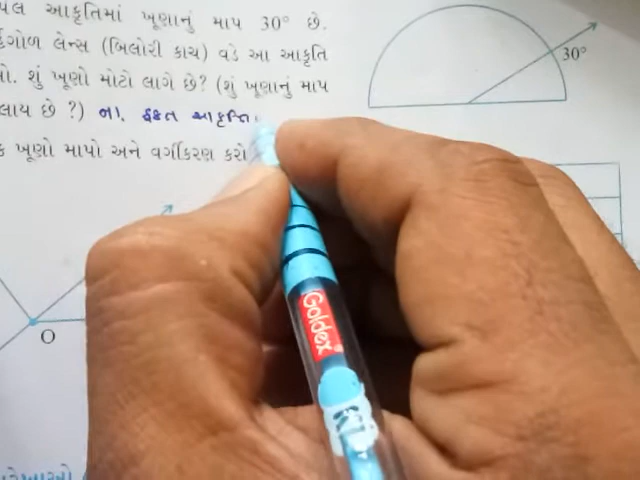 આકૃતિમાં ખૂણાનું માપ 30° છે.
લેન્સ (બિલોરી કાચ) વડે આ આકૃતિ
શું ખૂણો મોટો લાગે છે? (શું ખૂણાનું માપ
છે ?) ના. ફક્ત આકૃતિ
ખૂણો માપો અને વર્ગીકરણ કરો
30°
O
Goldex